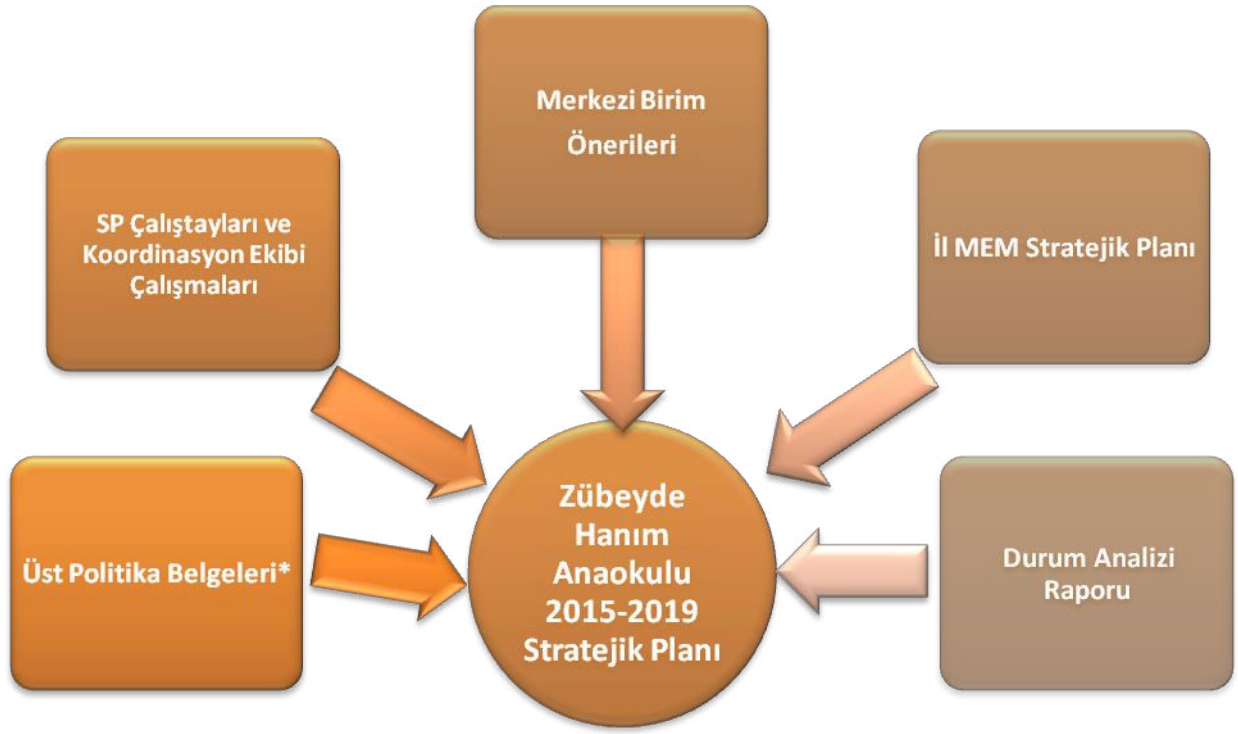 Merkezi Birim
Önerileri
SP Çalıştayları ve
Koordinasyon Ekibi
Çalışmaları
İl MEM Stratejik Planı
Üst Politika Belgeleri*
Zübeyde
Hanım
Anaokulu
2015-2019
Stratejik Planı
Durum Analizi
Raporu